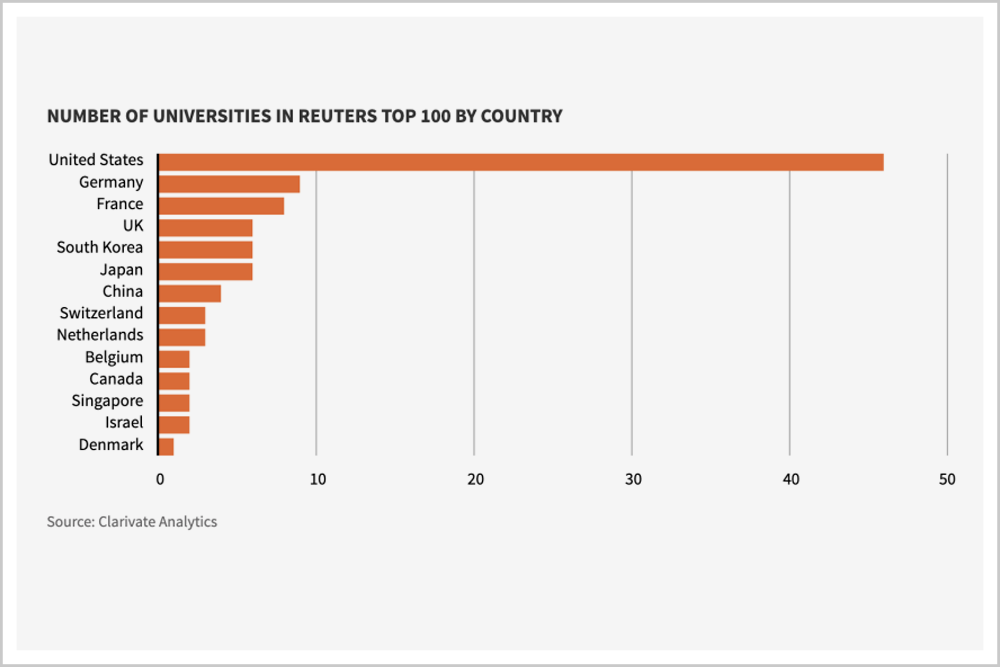 NUMBER OF UNIVERSITIES IN REUTERS TOP 100 BY COUNTRY
United States
Germany
France
UK
South Korea
Japan
China
Switzerland
Netherlands
Belgium
Canada
Singapore
Israel
Denmark
0 10 20 30 40 50
Source: Clarivate Analytics